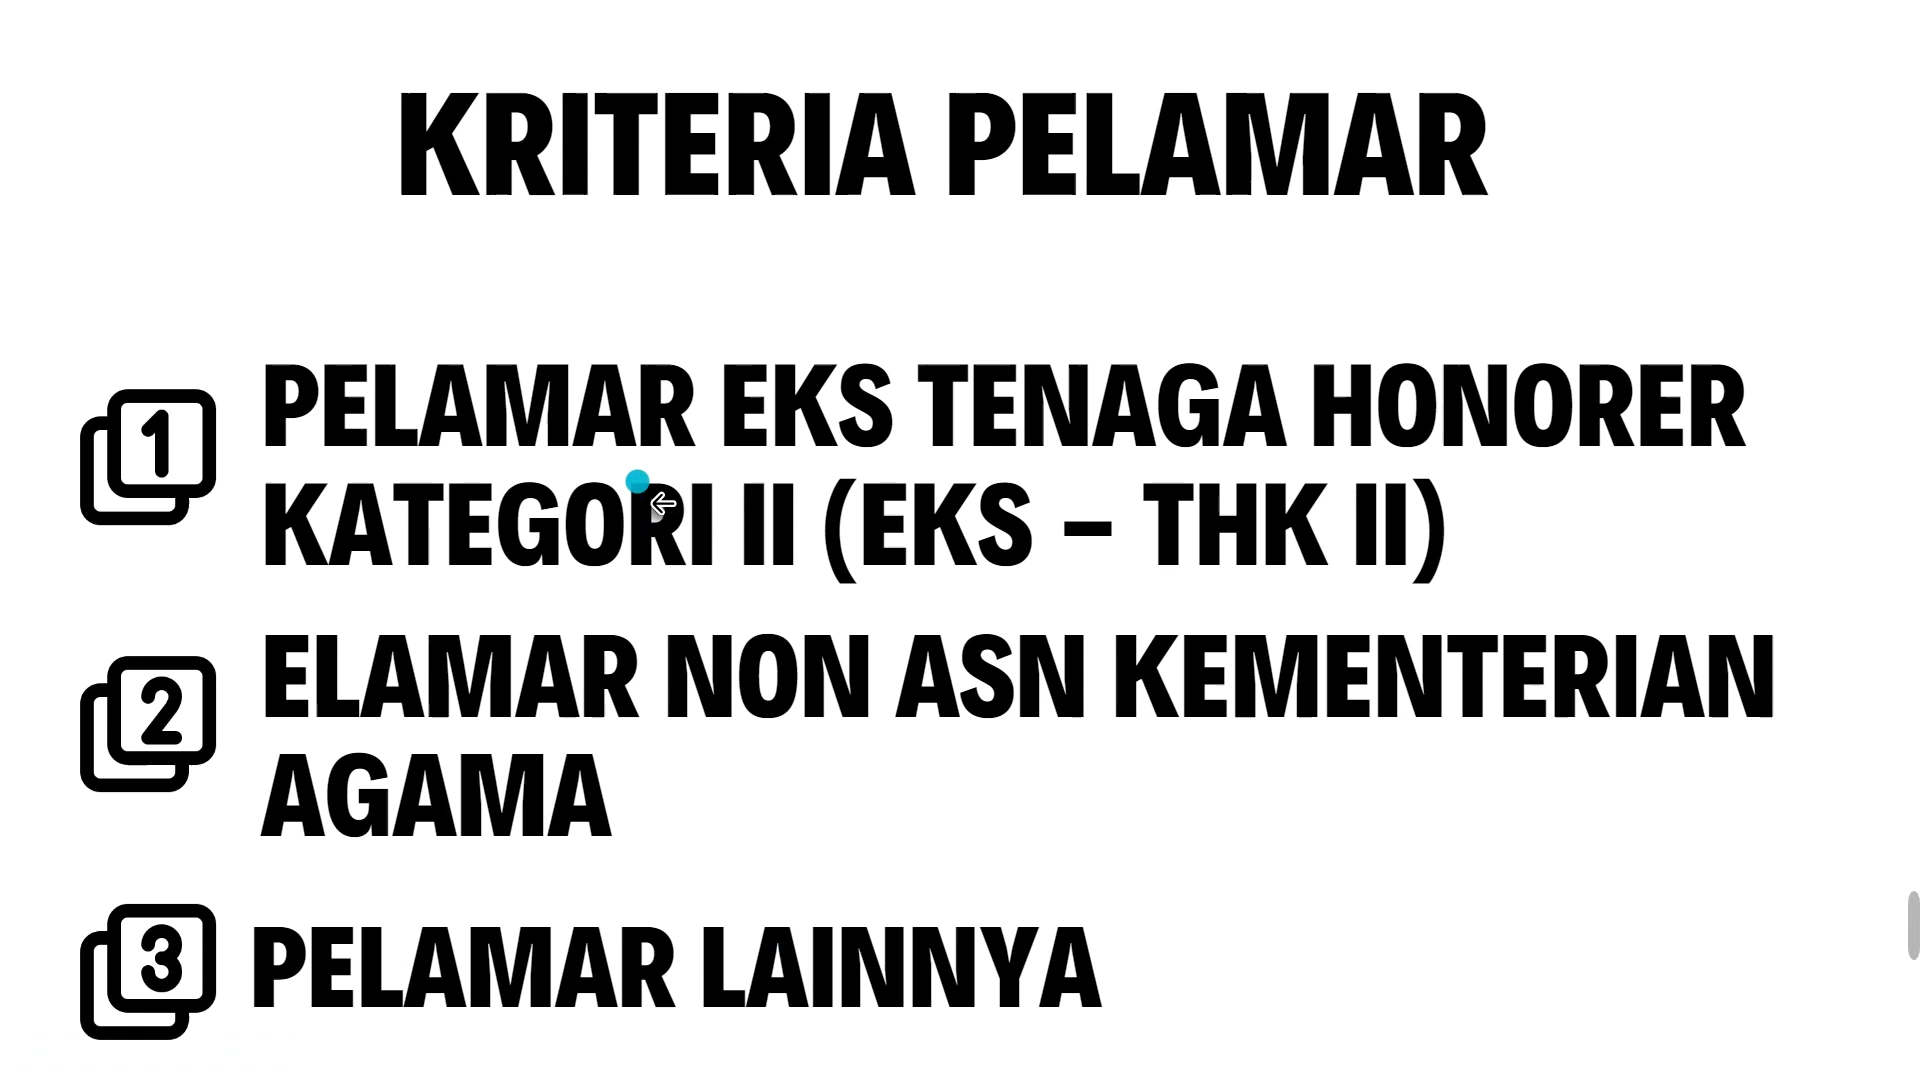 KRITERIA PELAMAR
1 PELAMAR EKS TENAGA HONORER
KATEGORI II (EKS – THK II)
2 ELAMAR NON ASN KEMENTERIAN
AGAMA
3 PELAMAR LAINNYA